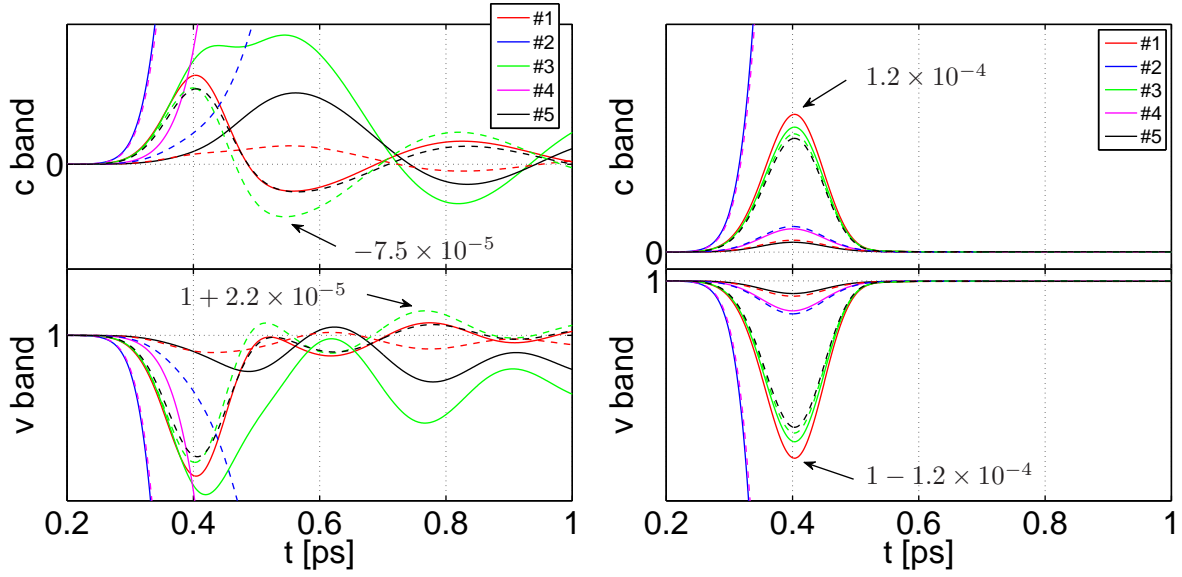 #1
#2
#3
#4
#5
c band
0
−7.5 × 10⁻⁵
1 + 2.2 × 10⁻⁵
1
v band
0.2 0.4 0.6 0.8 1
t [ps]
#1
#2
#3
#4
#5
1.2 × 10⁻⁴
c band
0
1
v band
1 − 1.2 × 10⁻⁴
0.2 0.4 0.6 0.8 1
t [ps]